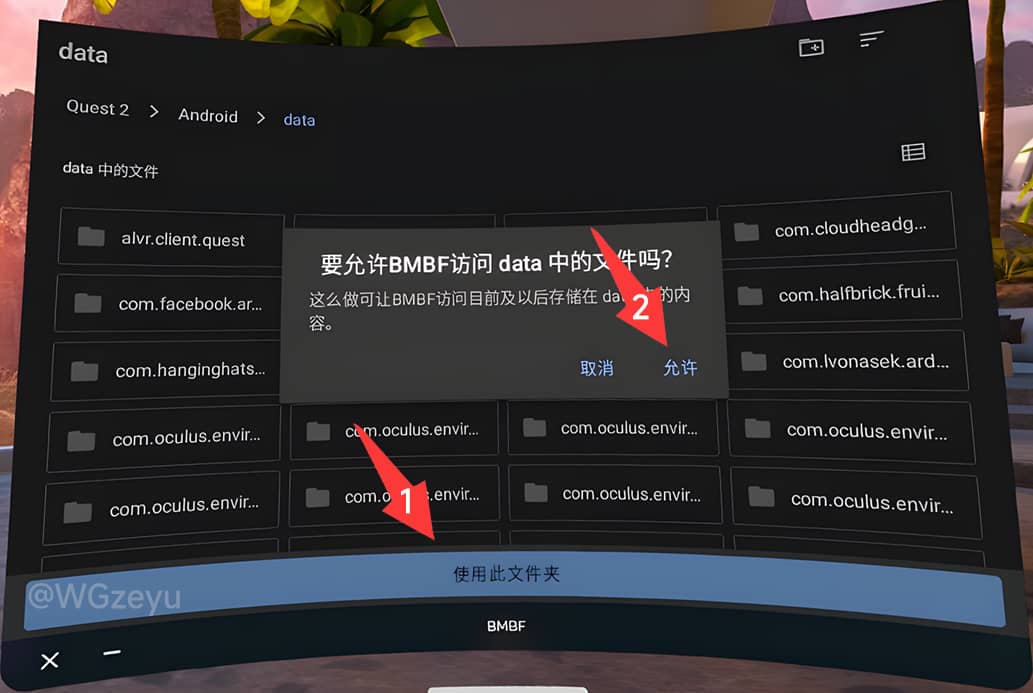 data
Quest 2 > Android > data
data 中的文件
alvr.client.quest
com.cloudheadg...
要允许BMBF访问 data 中的文件吗?
这么做可让BMBF访问目前及以后存储在 da 的内
容。
com.facebook.ar...
com.halfbrick.frui...
取消 允许
com.hanginghats...
com.lvonasek.ard...
com.oculus.envir... com.oculus.envir... com.oculus.envir... com.oculus.envir...
com.oculus.envir... com.o s.envir... com.oculus.envir... com.oculus.envir...
1
2
使用此文件夹
@WGzeyu
BMBF